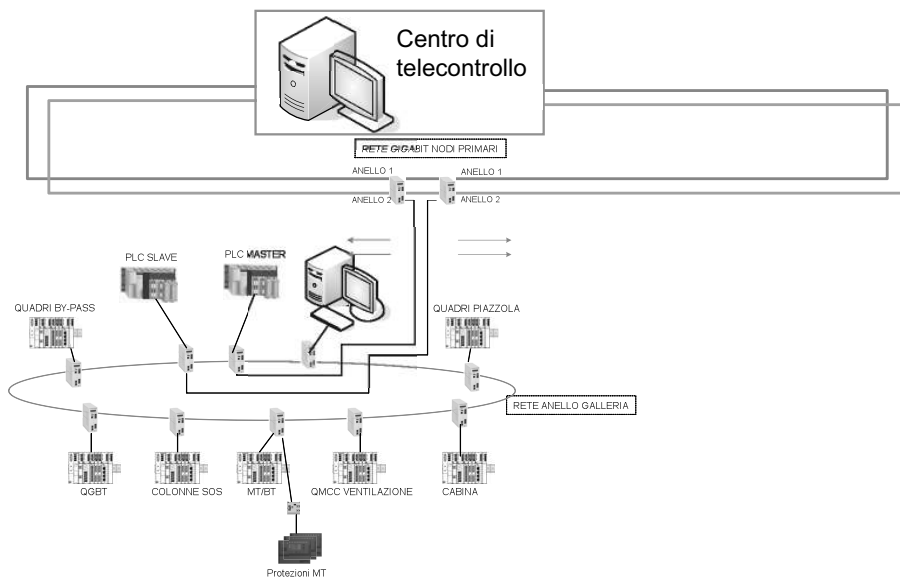 Centro di
telecontrollo
RETE GIGABIT NODI PRIMARI
ANELLO 1
ANELLO 1
ANELLO 2
ANELLO 2
PLC SLAVE
PLC MASTER
QUADRI BY-PASS
QUADRI PIAZZOLA
RETE ANELLO GALLERIA
QGBT
COLONNE SOS
MT/BT
QMCC VENTILAZIONE
CABINA
Protezioni MT